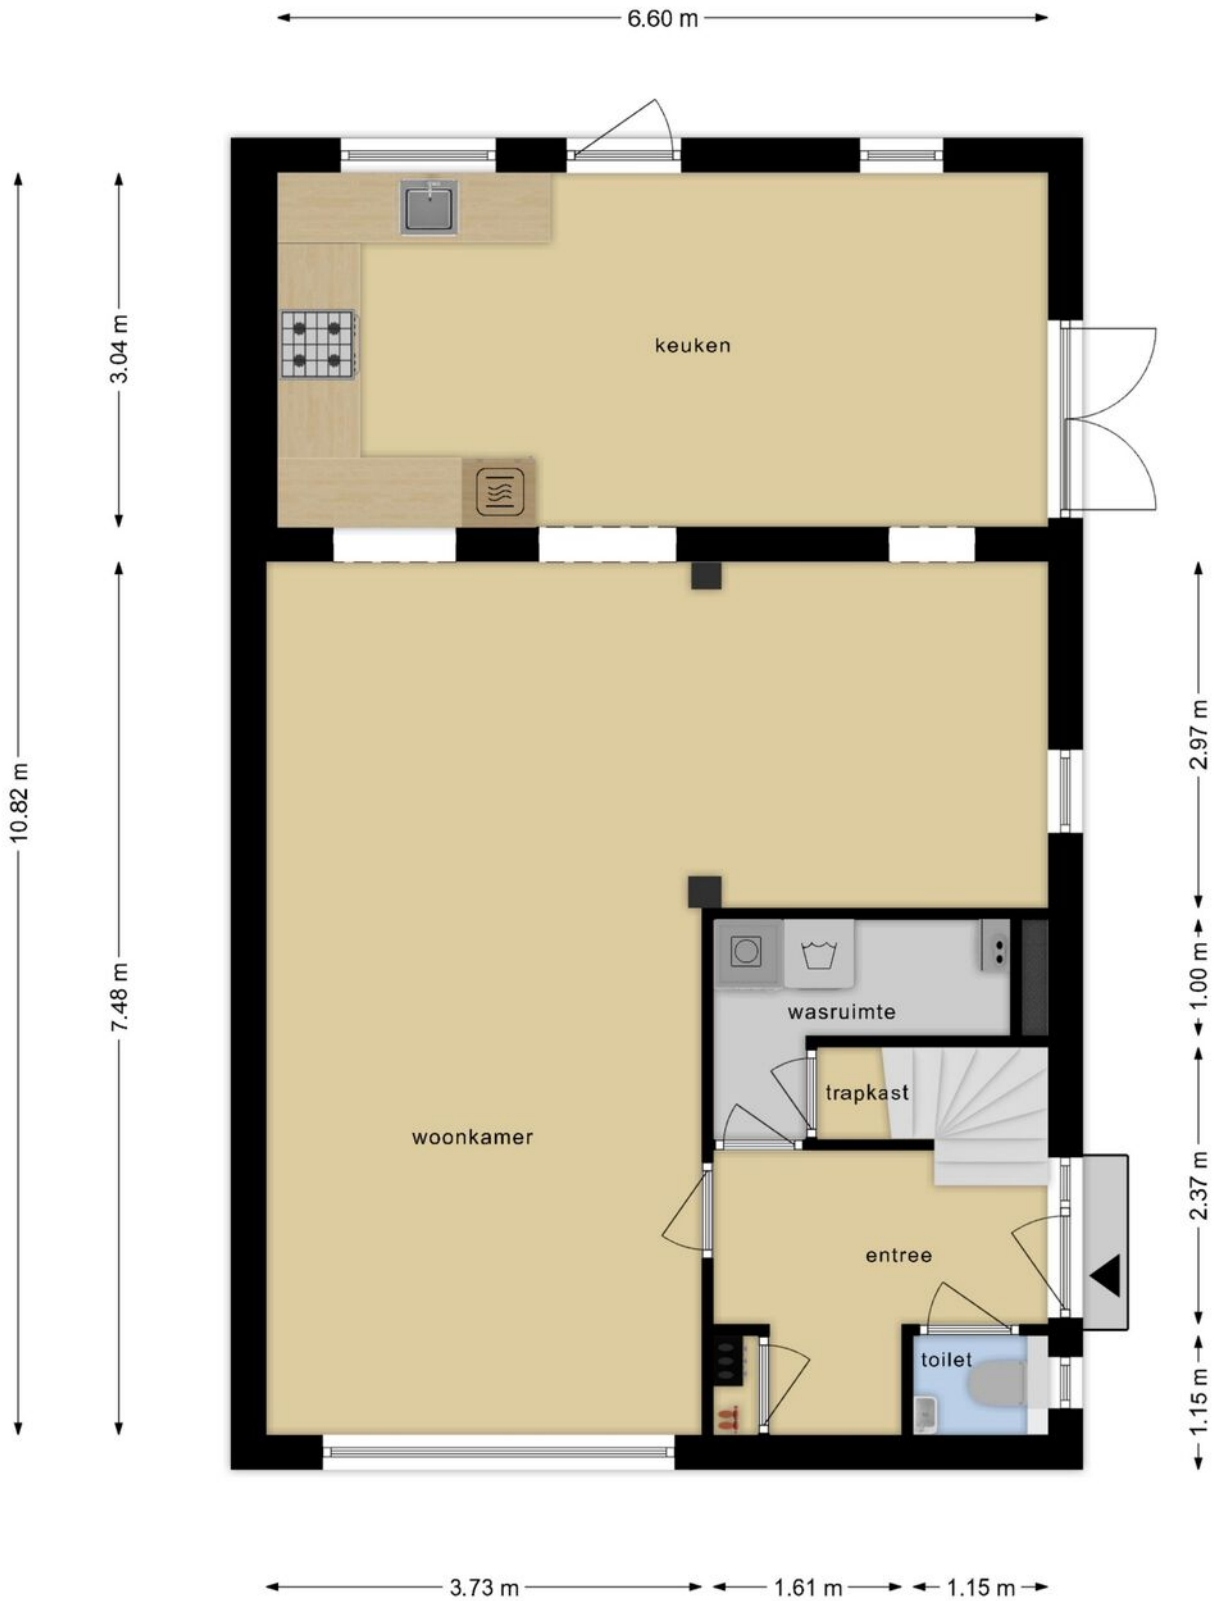 6.60 m
keuken
3.04 m
10.82 m
2.97 m
7.48 m
1.00 m
wasruimte
trapkast
woonkamer
2.37 m
entree
toilet
1.15 m
3.73 m
1.61 m
1.15 m